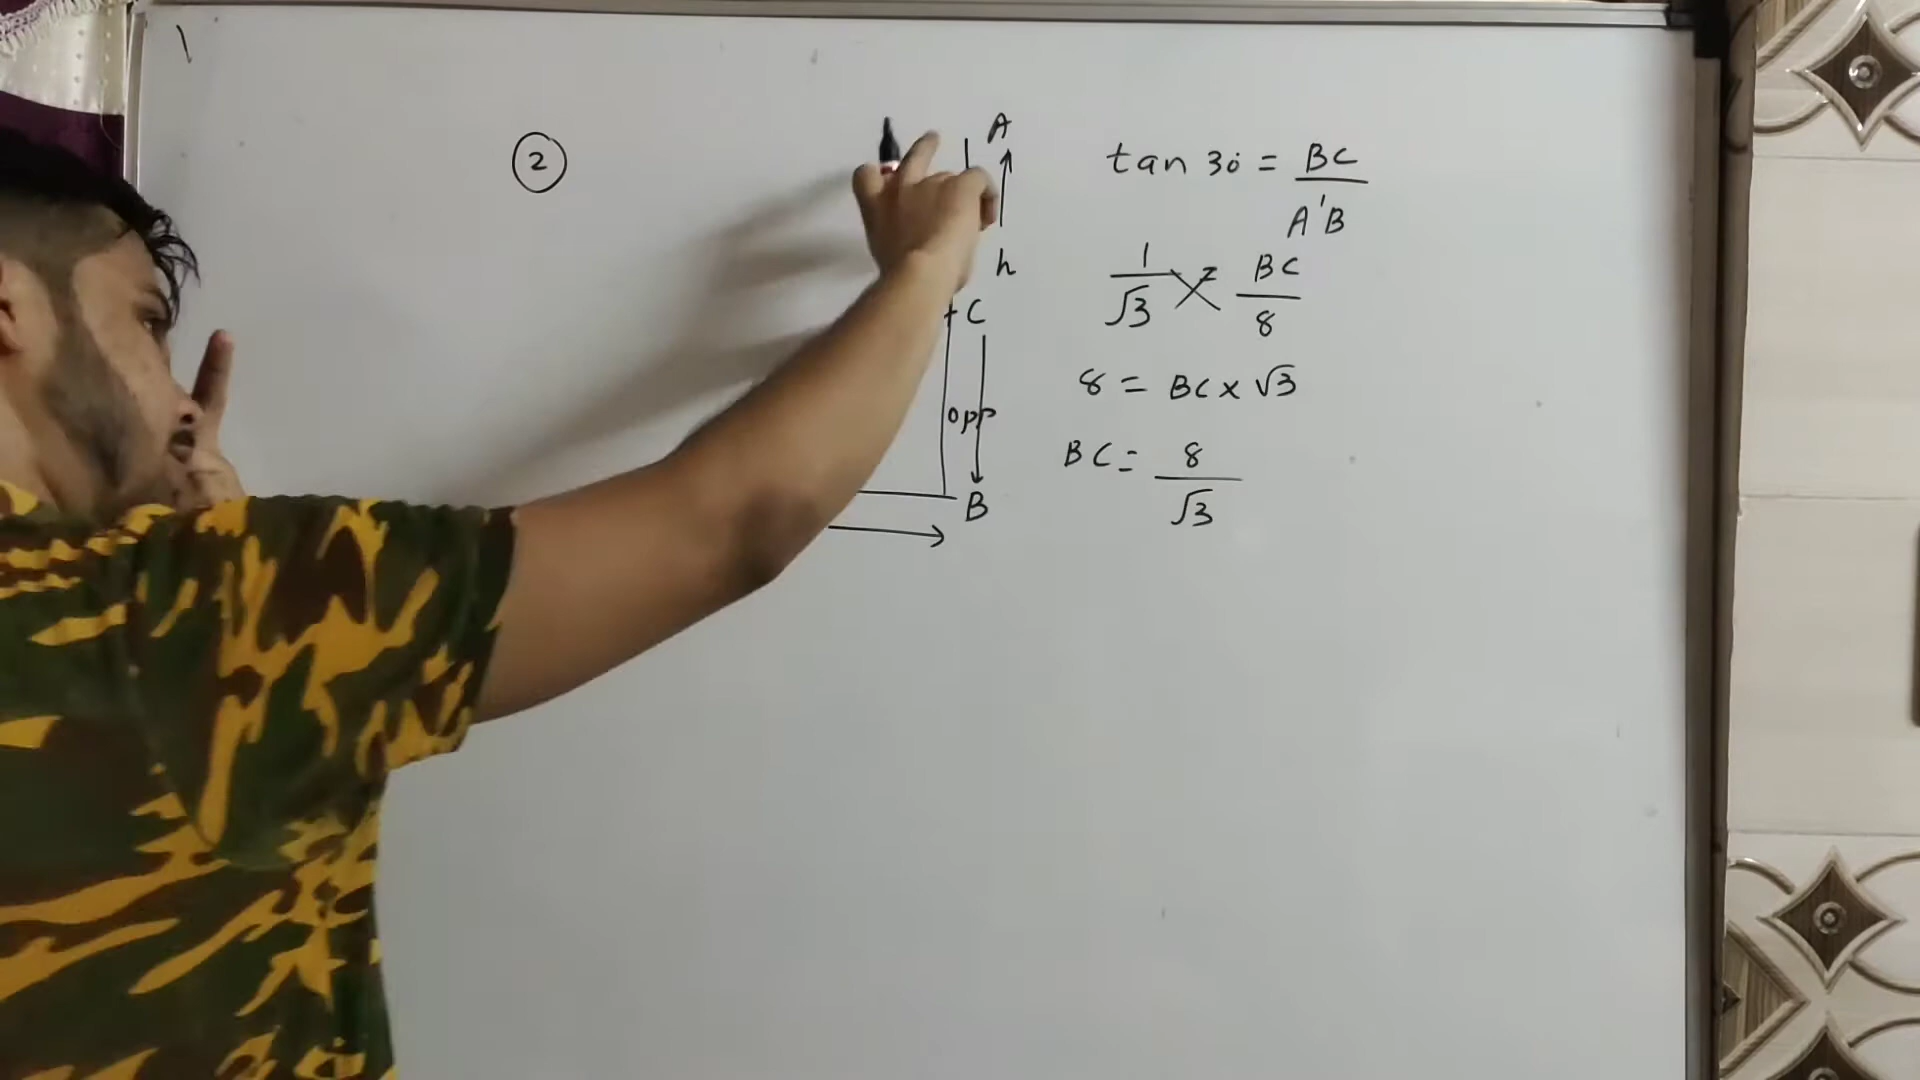 2
A
h
C
opp
B
tan 30° = BC / A'B
1 / √3 = BC / 8
8 = BC × √3
BC = 8 / √3